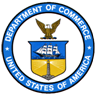 DEPARTMENT OF COMMERCE
UNITED STATES OF AMERICA